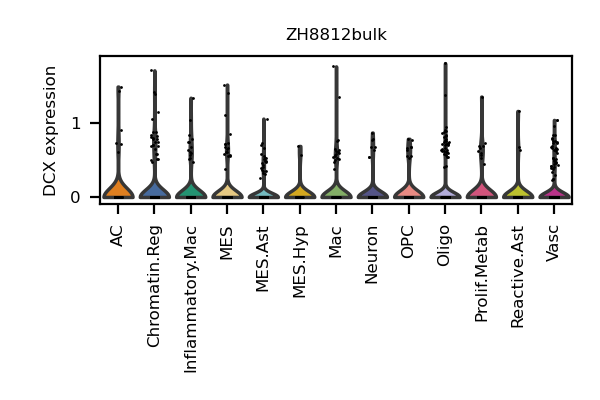 ZH8812bulk
DCX expression
1
0
AC
Chromatin.Reg
Inflammatory.Mac
MES
MES.Ast
MES.Hyp
Mac
Neuron
OPC
Oligo
Prolif.Metab
Reactive.Ast
Vasc